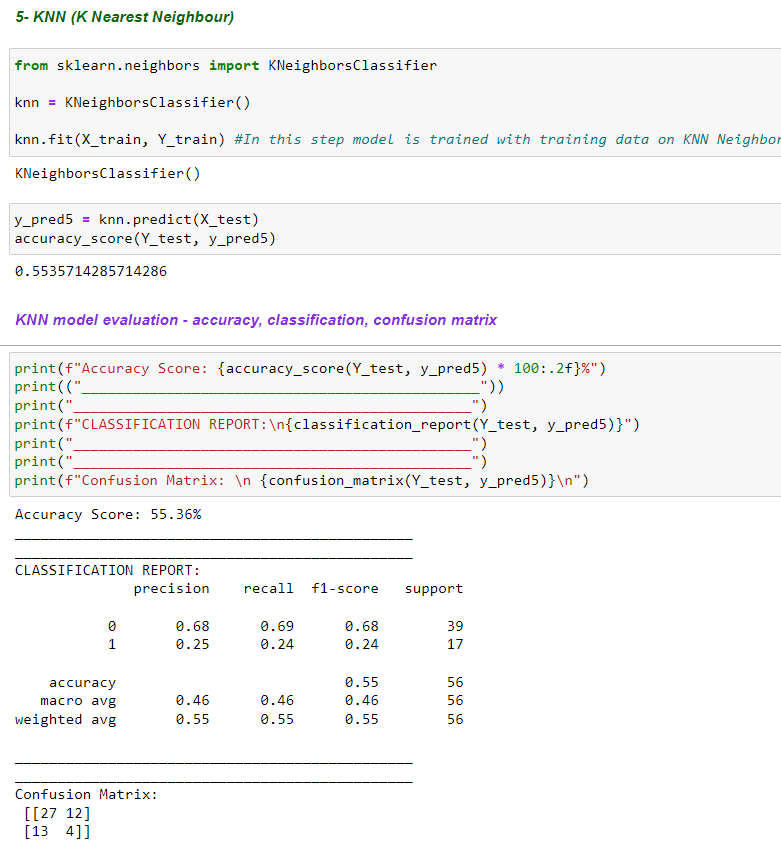 5- KNN (K Nearest Neighbour)
from sklearn.neighbors import KNeighborsClassifier
knn = KNeighborsClassifier()
knn.fit(X_train, Y_train) #In this step model is trained with training data on KNN
KNeighborsClassifier()
y_pred5 = knn.predict(X_test)
accuracy_score(Y_test, y_pred5)
0.5535714285714286
KNN model evaluation - accuracy, classification, confusion matrix
print(f"Accuracy Score: {accuracy_score(Y_test, y_pred5) * 100:.2f}%")
print(("_______________________________________________"))
print("_______________________________________________")
print(f"CLASSIFICATION REPORT:\n{classification_report(Y_test, y_pred5)}")
print("_______________________________________________")
print("_______________________________________________")
print(f"Confusion Matrix: \n {confusion_matrix(Y_test, y_pred5)}\n")
Accuracy Score: 55.36%
_______________________________________________
_______________________________________________
CLASSIFICATION REPORT:
precision recall f1-score support
0 0.68 0.69 0.68 39
1 0.25 0.24 0.24 17
accuracy 0.55 56
macro avg 0.46 0.46 0.46 56
weighted avg 0.55 0.55 0.55 56
_______________________________________________
_______________________________________________
Confusion Matrix:
[[27 12]
[13 4]]